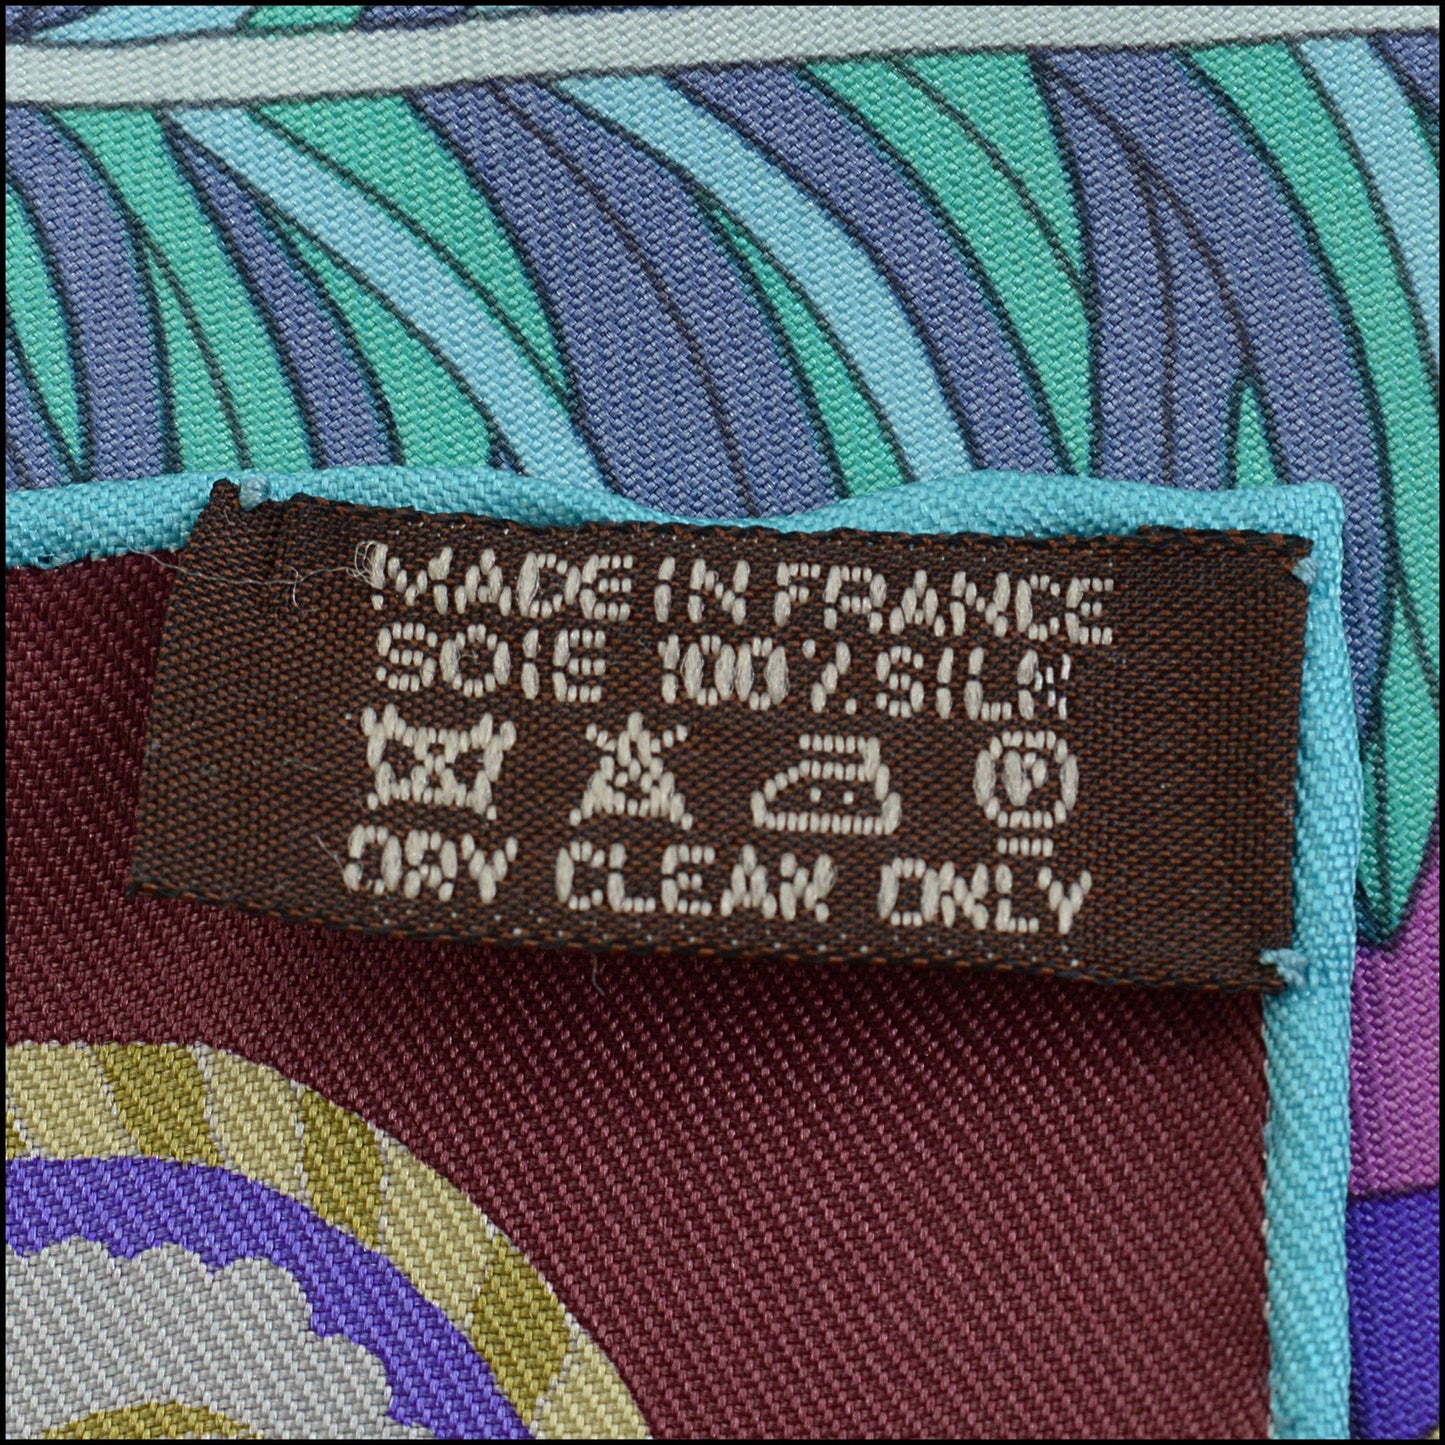 MADE IN FRANCE
SOIE 100% SILK
P
DRY CLEAN ONLY